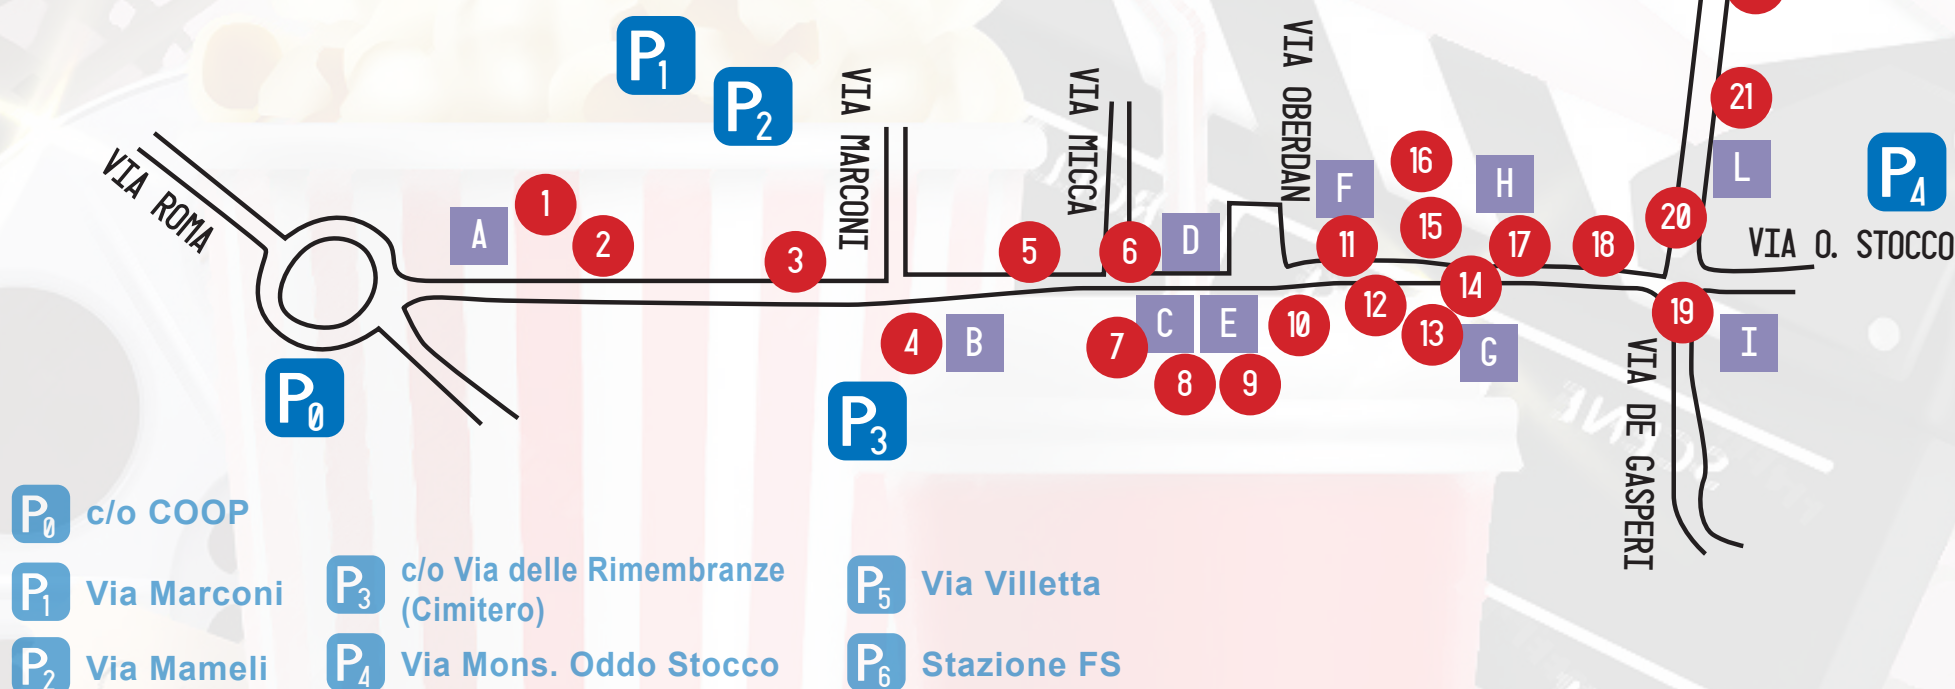 P1
P2
VIA MARCONI
VIA MICCA
VIA OBERDAN
21
P4
16
F
H
L
VIA ROMA
A
1
2
3
5
6
D
11
15
17
18
20
VIA O. STOCCO
4
B
7
C
E
10
12
14
13
G
19
I
8
9
P0
P3
VIA DE GASPERI
P0 c/o COOP
P1 Via Marconi
P2 Via Mameli
P3 c/o Via delle Rimembranze
(Cimitero)
P4 Via Mons. Oddo Stocco
P5 Via Villetta
P6 Stazione FS